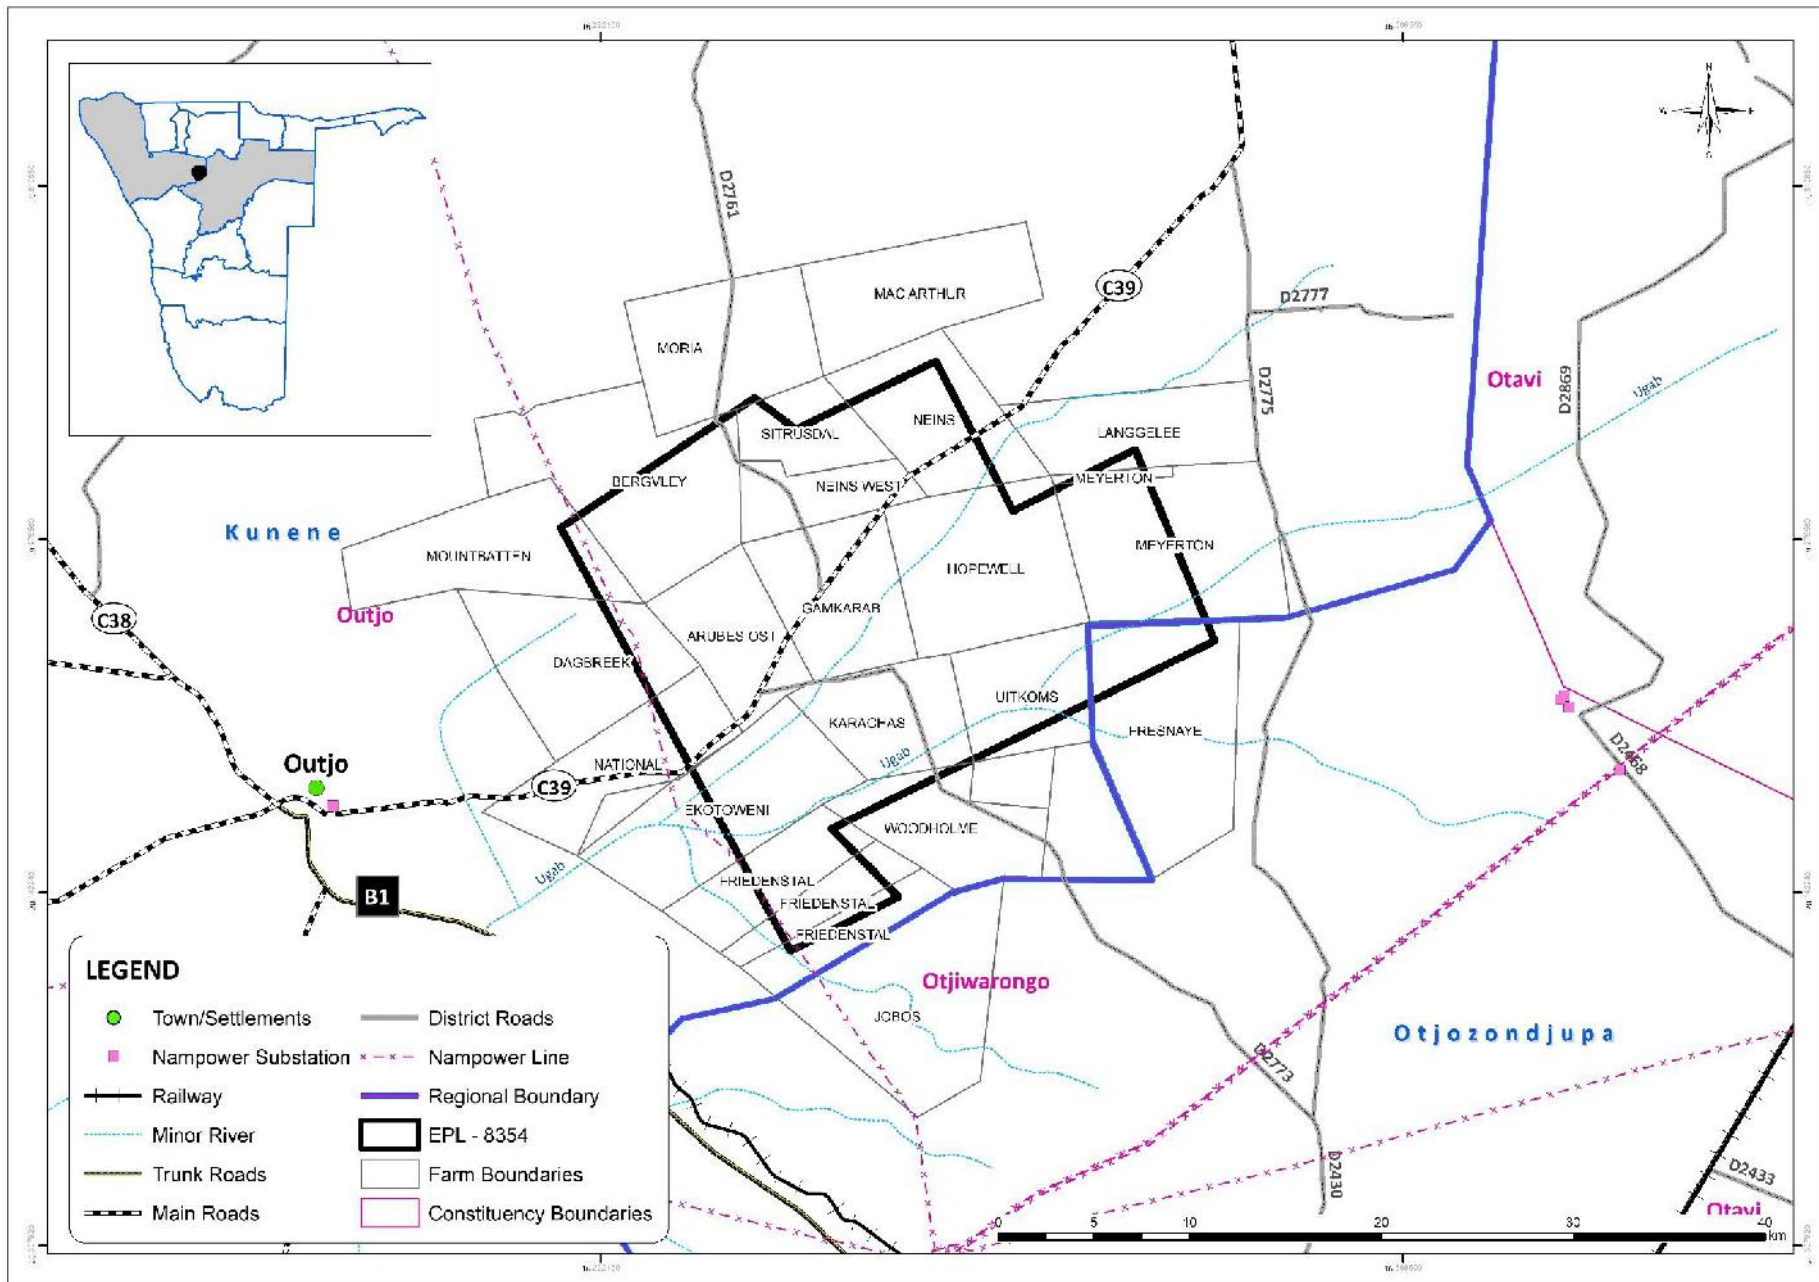 N
E
S
D2761
MAC ARTHUR
C39
D2777
MORIA
Otavi
D2775
D2869
Ugab
NEINS
SITRUSDAL
LANGGELEE
BERGVLEY
NEINS WEST
MEYERTON
Kunene
MOUNTBATTEN
MEYERTON
HOPEWELL
C38
Outjo
GAMKARAB
ARUBES OST
DAGBREEK
UITKOMS
KARACHAS
FRESNAYE
Ugab
NATIONAL
Outjo
C39
D2468
EKOTOWENI
WOODHOLME
Ugab
B1
FRIEDENSTAL
FRIEDENSTAL
FRIEDENSTAL
Otjiwarongo
JOBOS
Otjozondjupa
D2773
D2430
D2433
Otavi
LEGEND
Town/Settlements
Nampower Substation
Railway
Minor River
Trunk Roads
Main Roads
District Roads
Nampower Line
Regional Boundary
EPL - 8354
Farm Boundaries
Constituency Boundaries
0 5 10 20 30 40
km